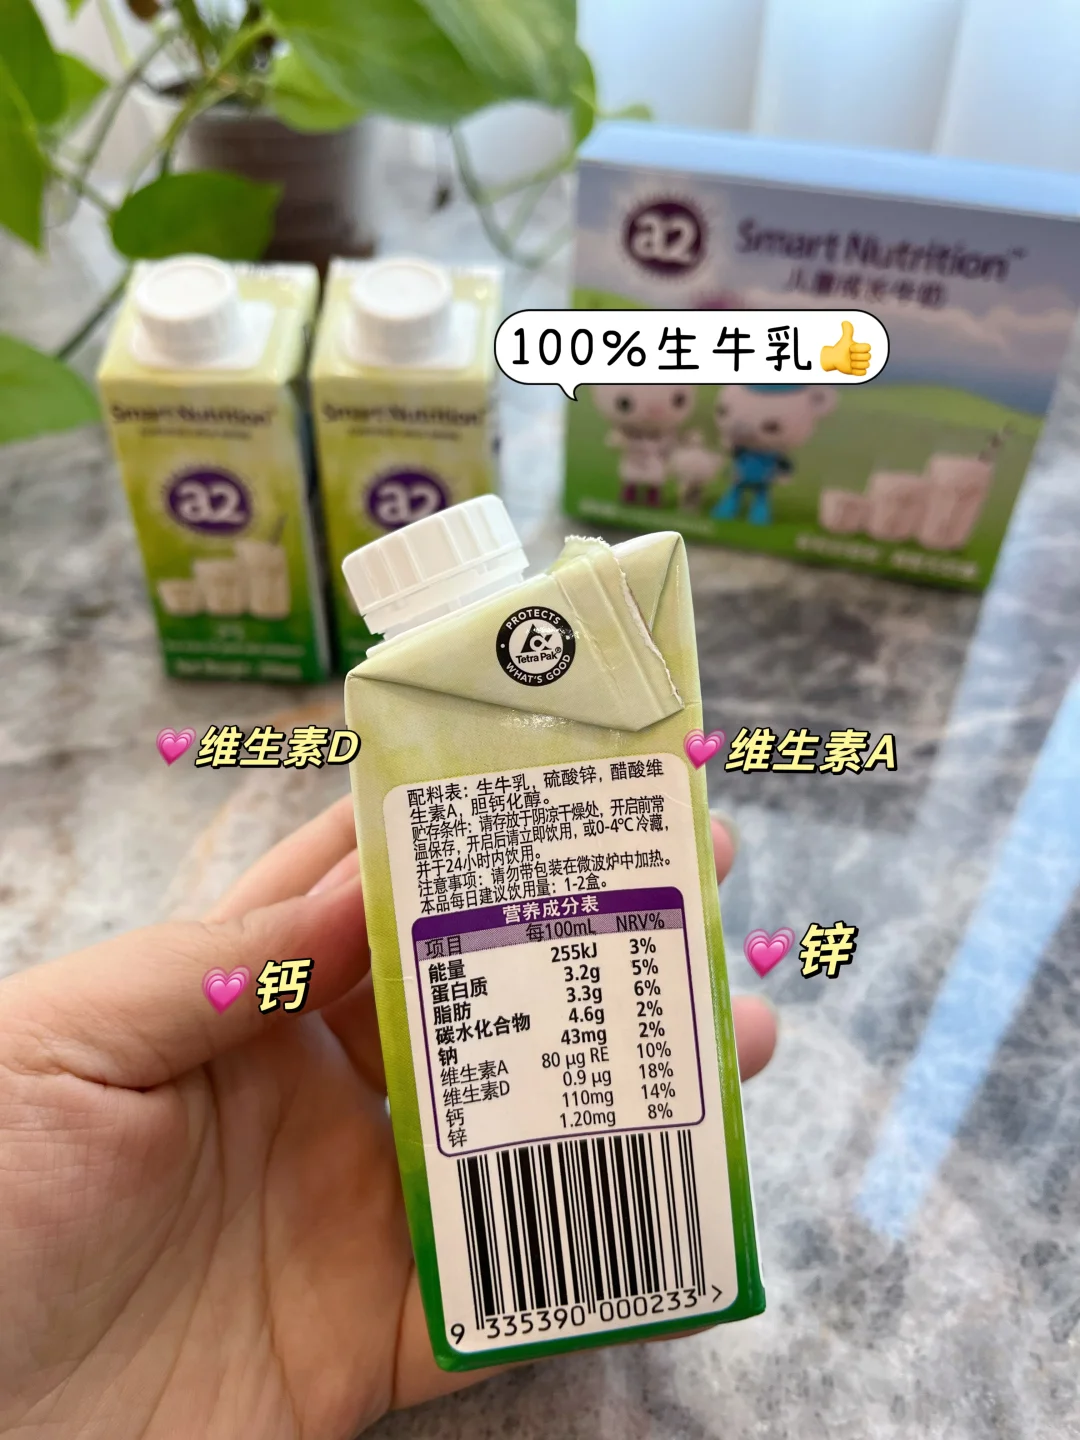 a2 Smart Nutrition™
儿童成长牛奶
100%生牛乳👍
Smart Nutrition™
a2
Smart Nutrition™
a2
PROTECTS
Tetra Pak®
WHAT'S GOOD
💗维生素D
💗维生素A
💗钙
💗锌
配料表：生牛乳，硫酸锌，醋酸维
生素A，胆钙化醇。
贮存条件：请存放于阴凉干燥处，开启前常
温保存，开启后请立即饮用，或0-4℃冷藏，
并于24小时内饮用。
注意事项：请勿带包装在微波炉中加热。
本品每日建议饮用量：1-2盒。
营养成分表
项目 每100mL NRV%
能量 255kJ 3%
蛋白质 3.2g 5%
脂肪 3.3g 6%
碳水化合物 4.6g 2%
钠 43mg 2%
维生素A 80 μg RE 10%
维生素D 0.9 μg 18%
钙 110mg 14%
锌 1.20mg 8%
9 335390 000233 >